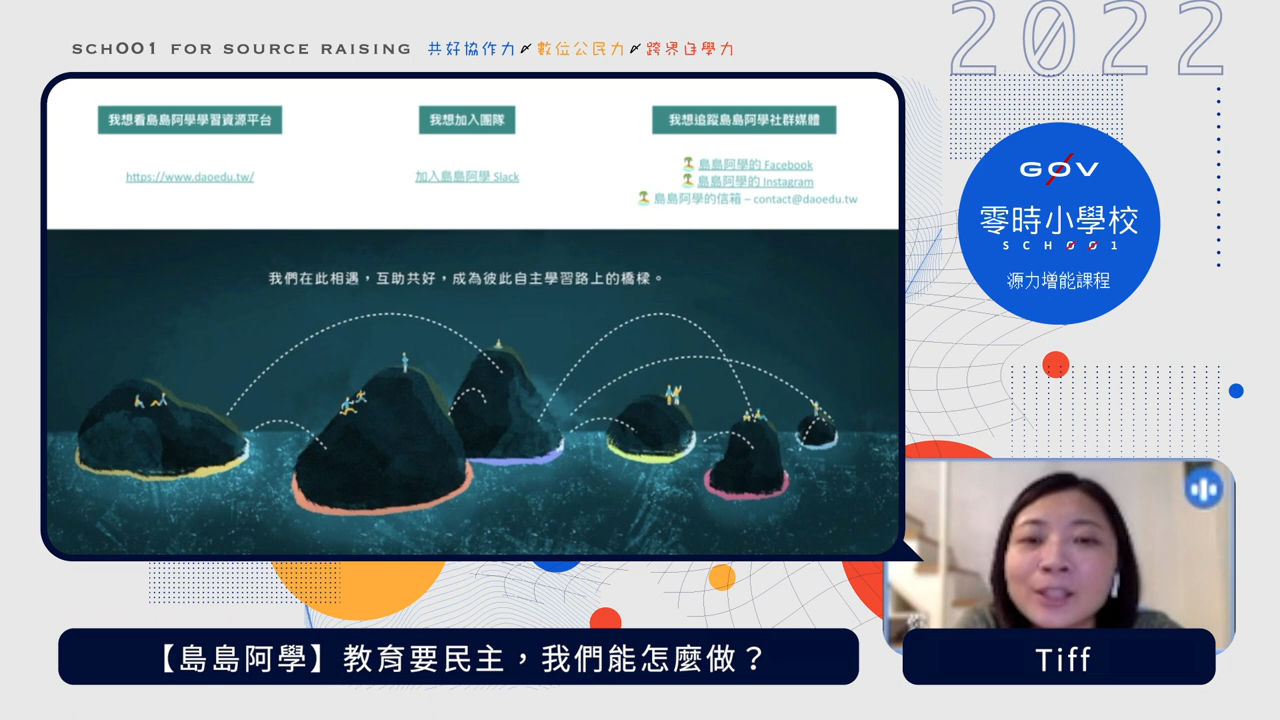 SCHOO1 FOR SOURCE RAISING 共好協作力 數位公民力 跨界自學力
2022
我想看島島阿學學習資源平台
https://www.daoedu.tw/
我想加入團隊
加入島島阿學 Slack
我想追蹤島島阿學社群媒體
島島阿學的 Facebook
島島阿學的 Instagram
島島阿學的信箱 – contact@daoedu.tw
我們在此相遇，互助共好，成為彼此自主學習路上的橋樑。
G0V
零時小學校
SCH001
源力增能課程
【島島阿學】教育要民主，我們能怎麼做？
Tiff